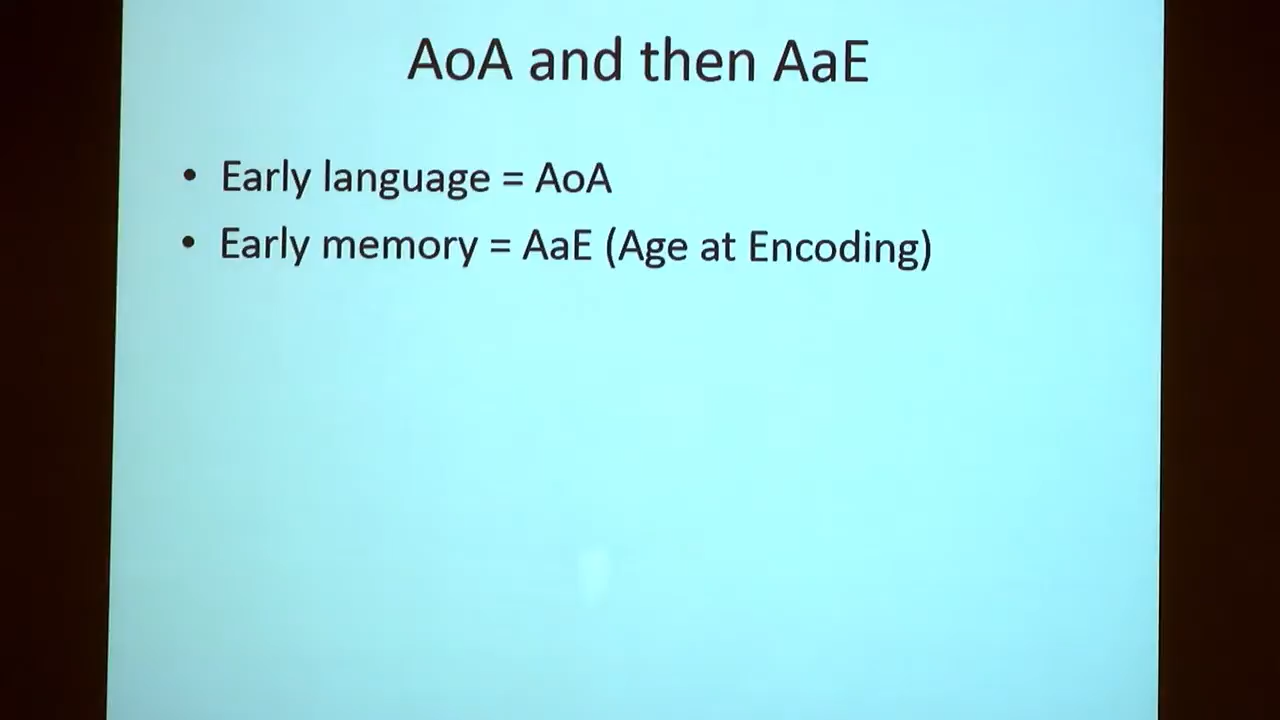 AoA and then AaE
• Early language = AoA
• Early memory = AaE (Age at Encoding)